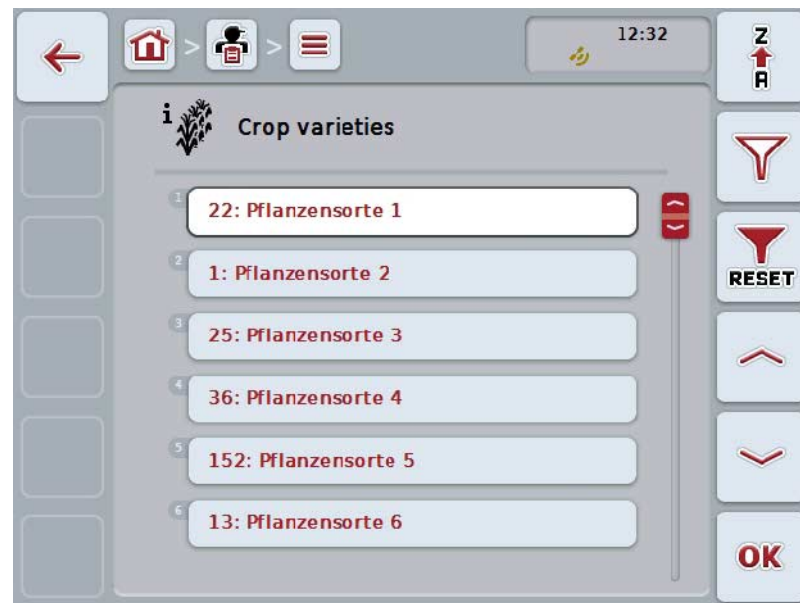 12:32
Z
A
i
Crop varieties
1
22: Pflanzensorte 1
2
1: Pflanzensorte 2
RESET
3
25: Pflanzensorte 3
4
36: Pflanzensorte 4
5
152: Pflanzensorte 5
6
13: Pflanzensorte 6
OK